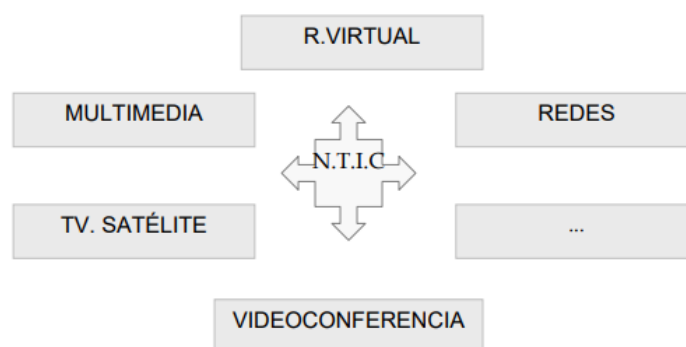 R.VIRTUAL
MULTIMEDIA
REDES
N.T.I.C
TV. SATÉLITE
...
VIDEOCONFERENCIA